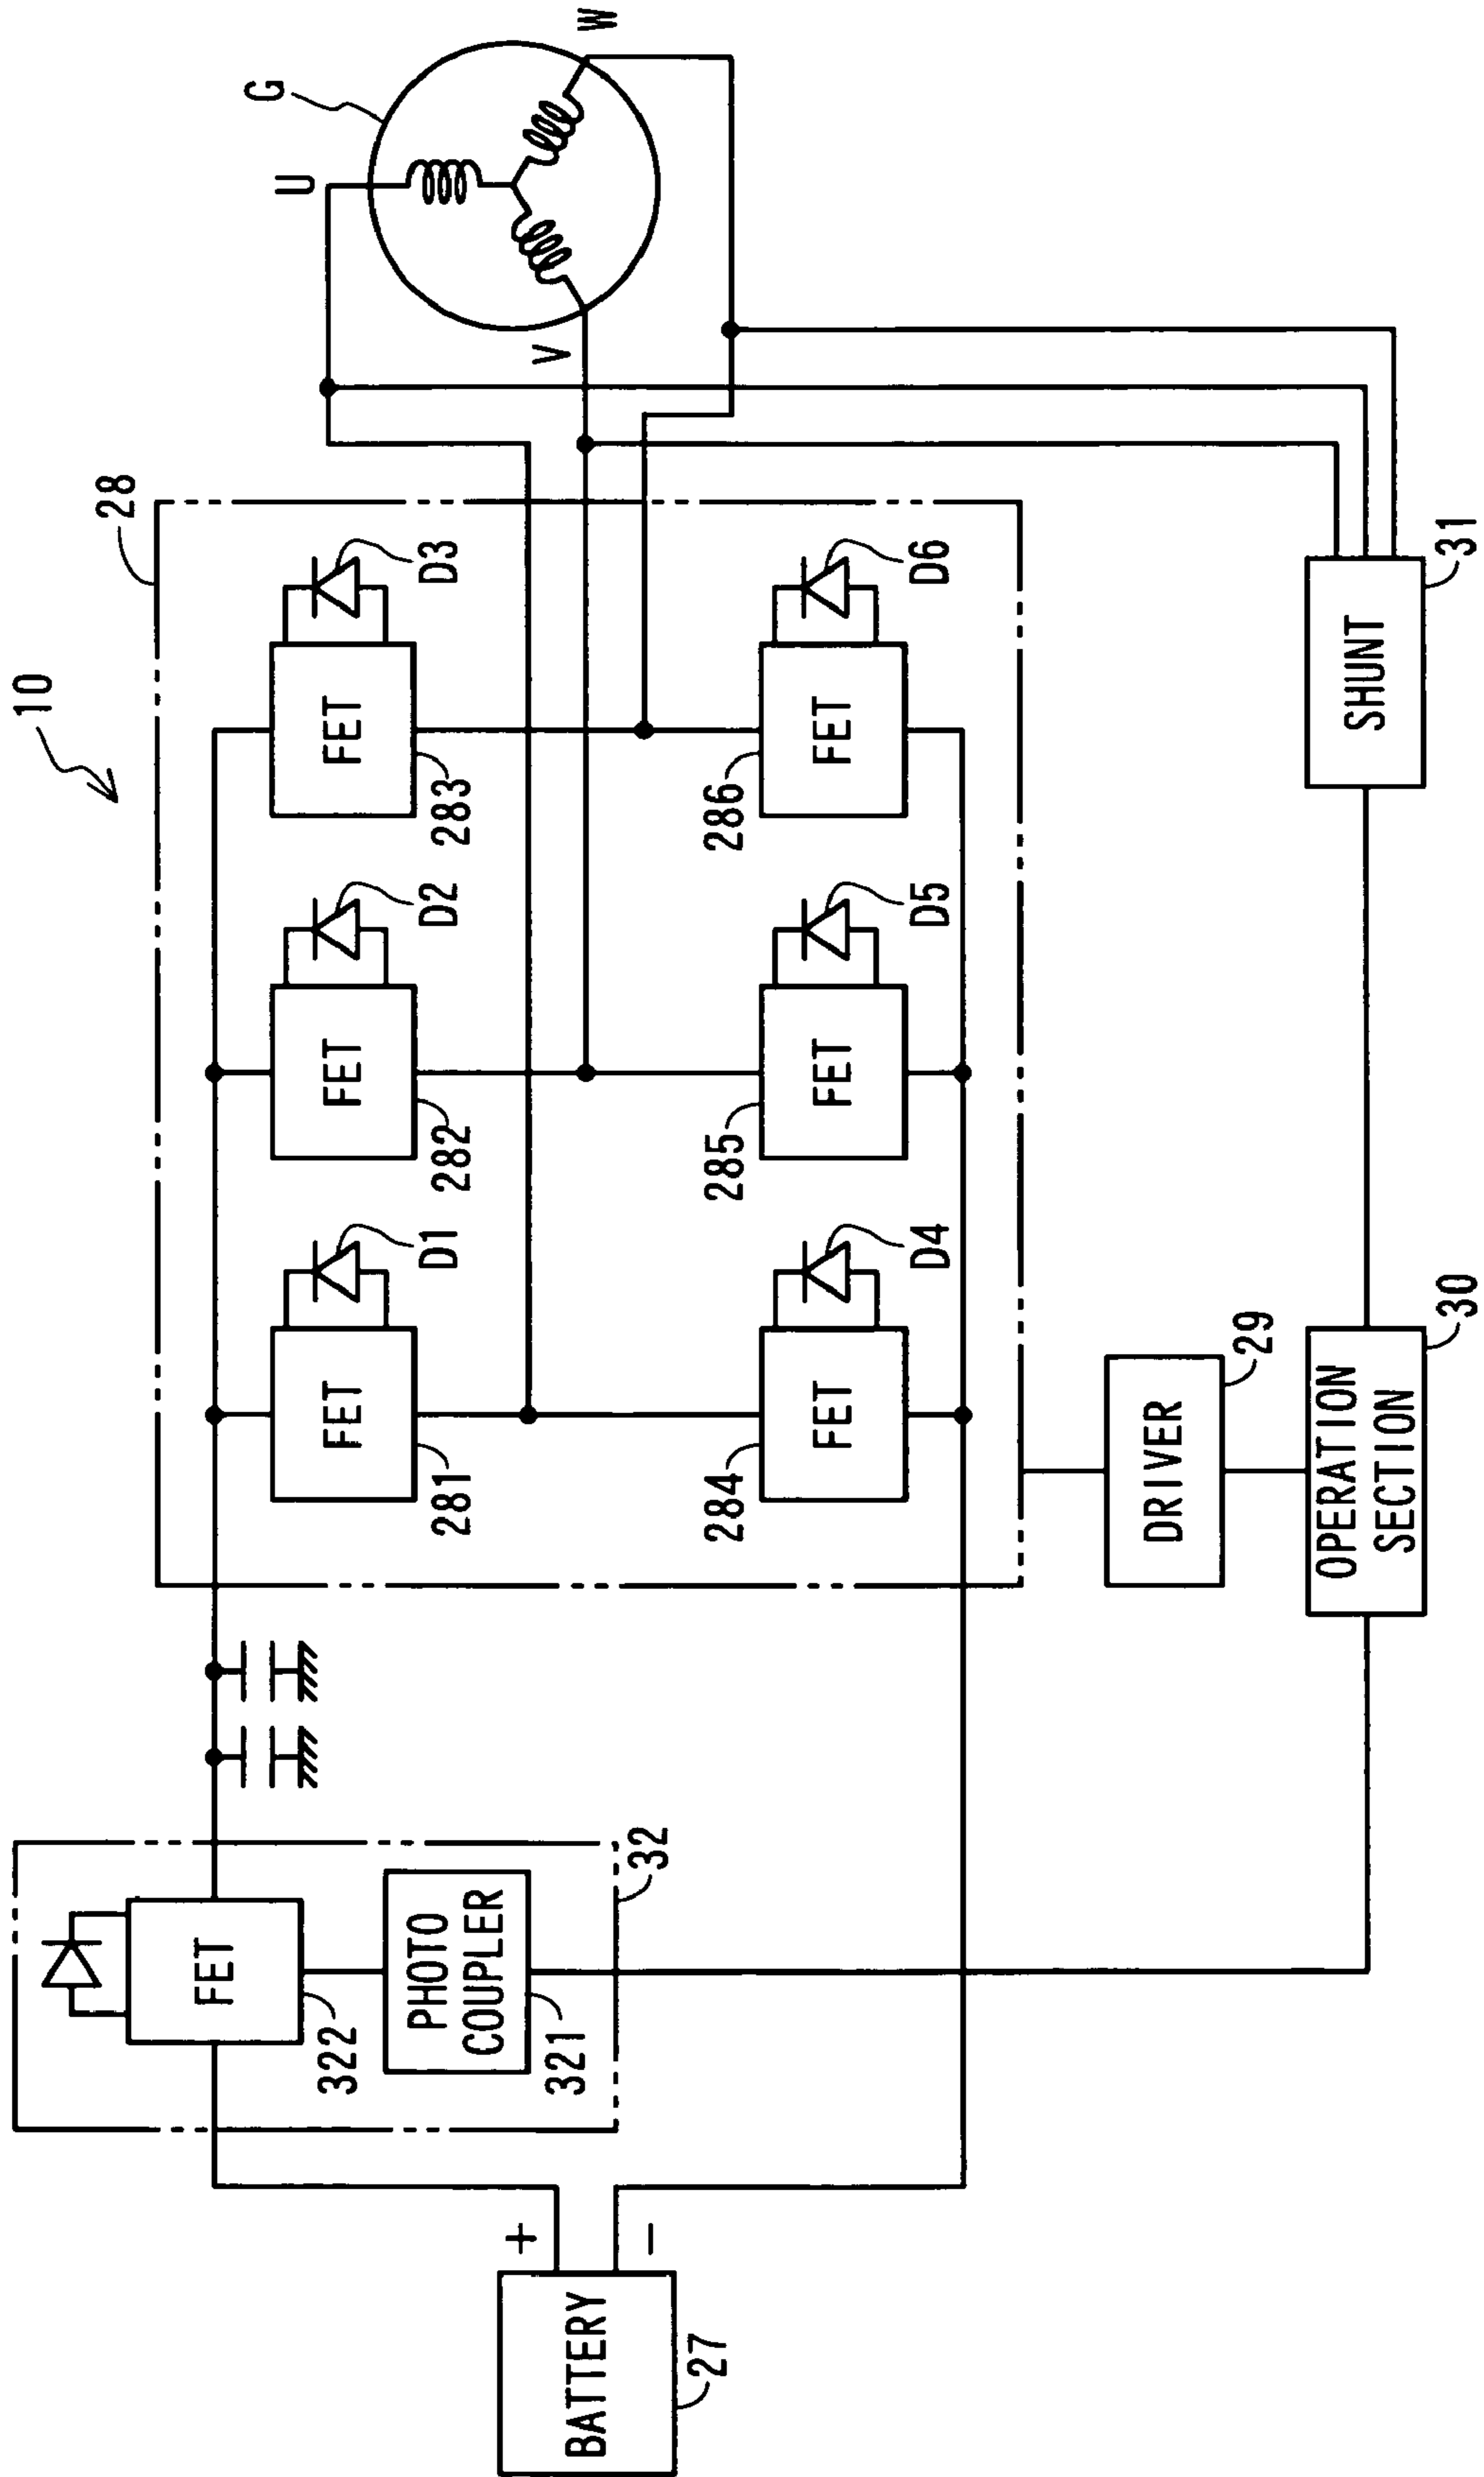 10
28
G
U
V
W
FET
D1
281
FET
D2
282
FET
D3
283
FET
D4
284
FET
D5
285
FET
D6
286
FET
322
PHOTO
COUPLER
321
32
+
−
BATTERY
27
DRIVER
29
OPERATION
SECTION
30
SHUNT
31